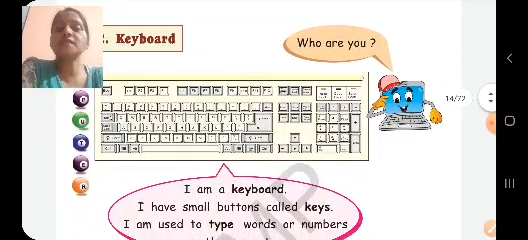 2. Keyboard
Who are you ?
14/72
P
U
T
E
R
I am a keyboard.
I have small buttons called keys.
I am used to type words or numbers